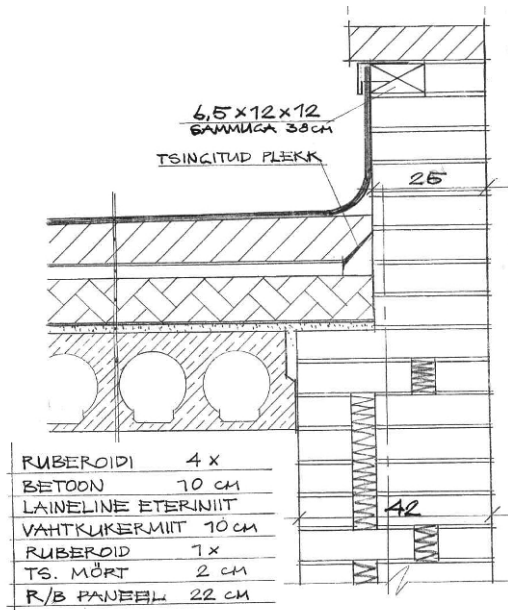 6,5×12×12
SAMMUGA 38CM
TSINGITUD PLEKK
25
RUBEROIDI 4 X
BETOON 10 CM
LAINELINE ETERNIIT
VAHTKUKERMIIT 10 CM
RUBEROID 1X
TS. MÖRT 2 CM
R/B PANEEL 22 CM
42